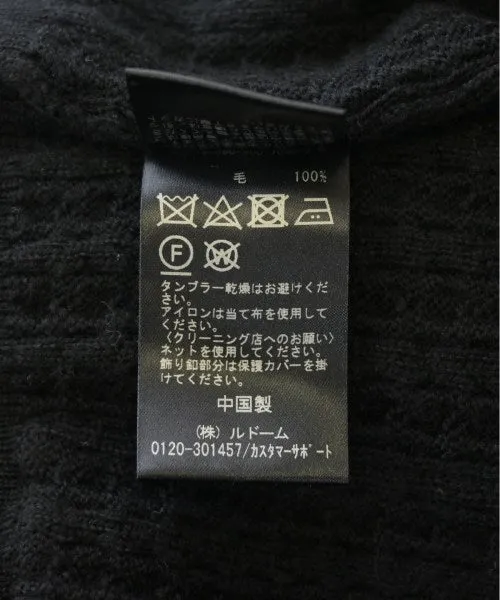 毛 100%
F W
タンブラー乾燥はお避けくだ
さい。
アイロンは当て布を使用して
ください。
〈クリーニング店へのお願い〉
ネットを使用してください。
飾り釦部分は保護カバーを掛
けてください。
中国製
(株) ルドーム
0120-301457/カスタマーサポート